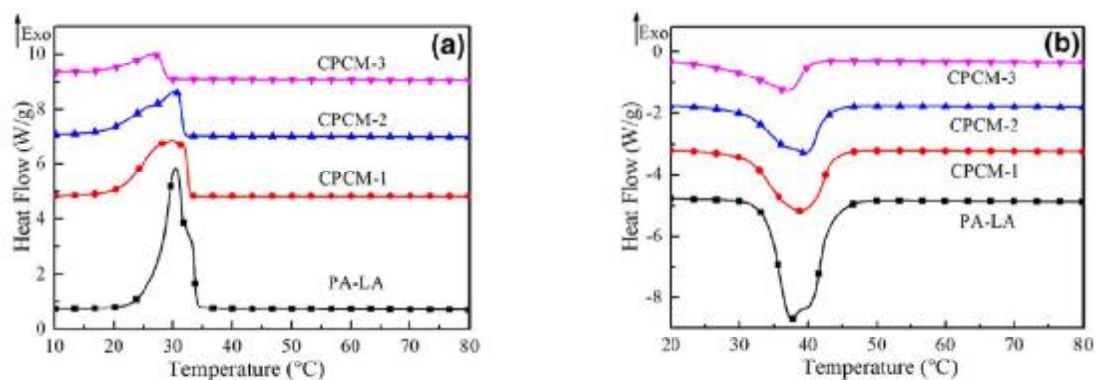 Exo
(a)
CPCM-3
CPCM-2
CPCM-1
PA-LA
Heat Flow (W/g)
10
8
6
4
2
0
10 20 30 40 50 60 70 80
Temperature (°C)
Exo
(b)
CPCM-3
CPCM-2
CPCM-1
PA-LA
Heat Flow (W/g)
0
-2
-4
-6
-8
20 30 40 50 60 70 80
Temperature (°C)